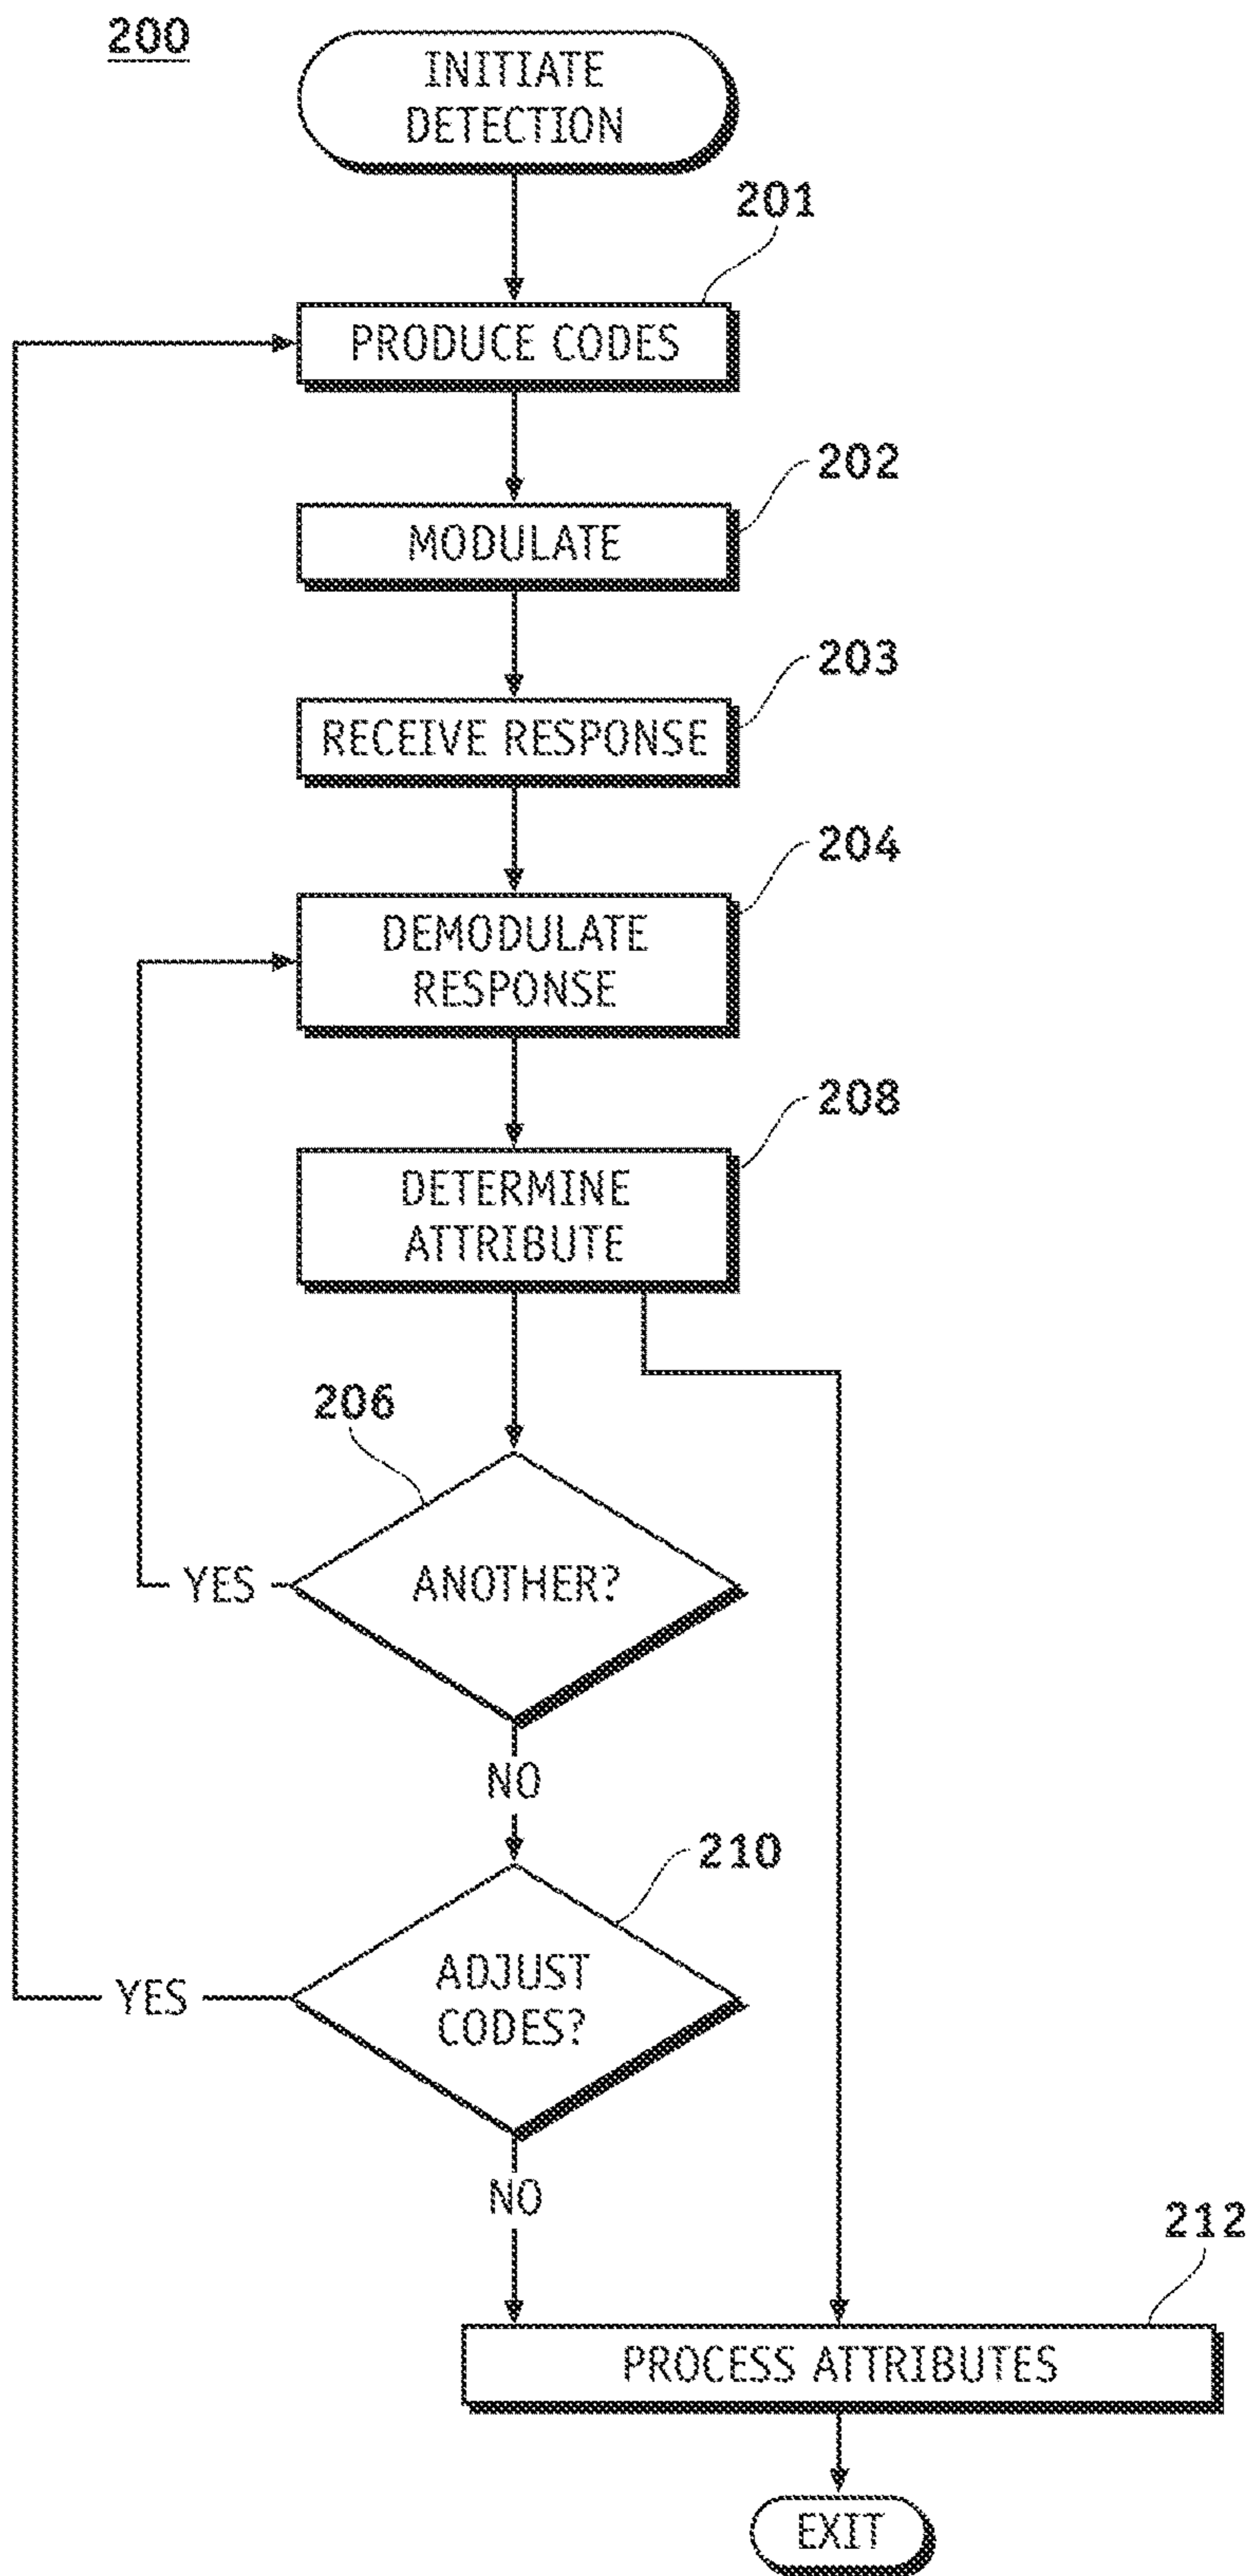 200
INITIATE
DETECTION
201
PRODUCE CODES
202
MODULATE
203
RECEIVE RESPONSE
204
DEMODULATE
RESPONSE
208
DETERMINE
ATTRIBUTE
206
ANOTHER?
YES
NO
210
ADJUST
CODES?
YES
NO
212
PROCESS ATTRIBUTES
EXIT